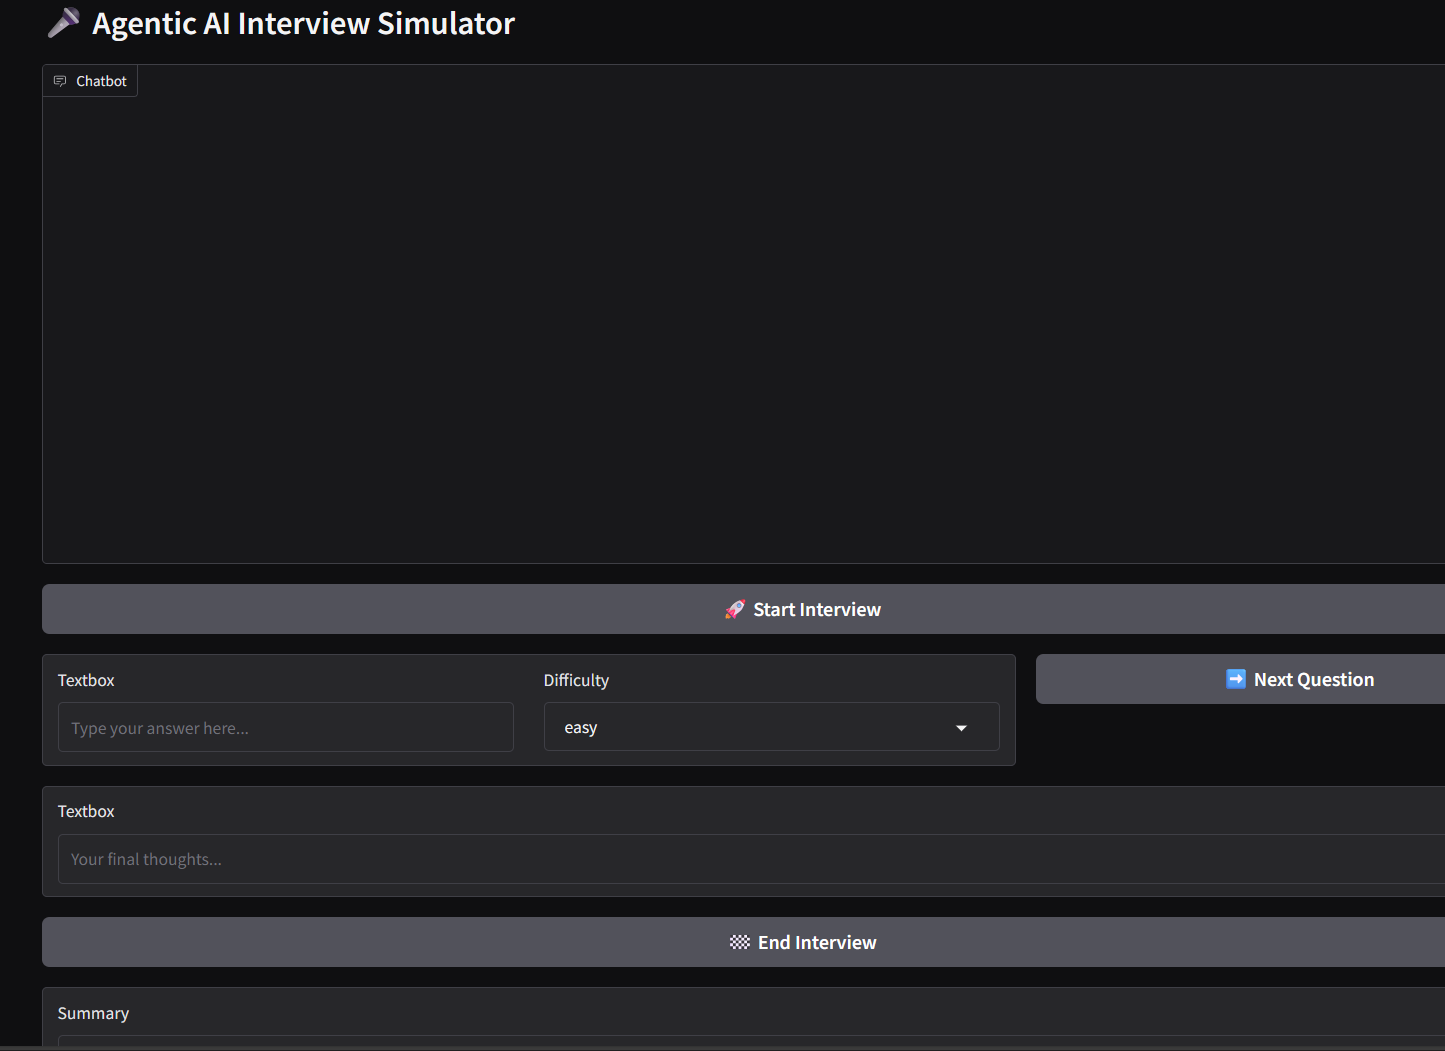 🎤 Agentic AI Interview Simulator
Chatbot
🚀 Start Interview
Textbox
Type your answer here...
Difficulty
easy
➡️ Next Question
Textbox
Your final thoughts...
🏁 End Interview
Summary